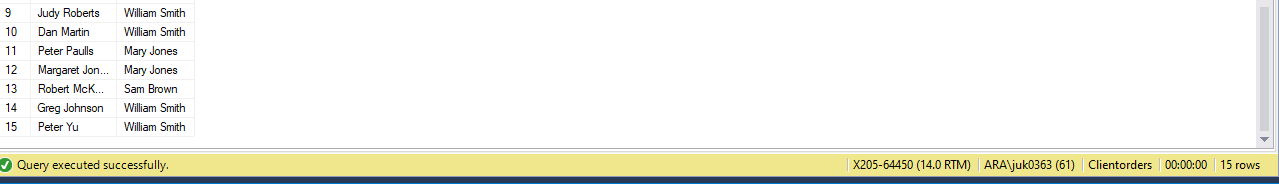 9 Judy Roberts William Smith
10 Dan Martin William Smith
11 Peter Paulls Mary Jones
12 Margaret Jon... Mary Jones
13 Robert McK... Sam Brown
14 Greg Johnson William Smith
15 Peter Yu William Smith
Query executed successfully. X205-64450 (14.0 RTM) ARA\juk0363 (61) Clientorders 00:00:00 15 rows